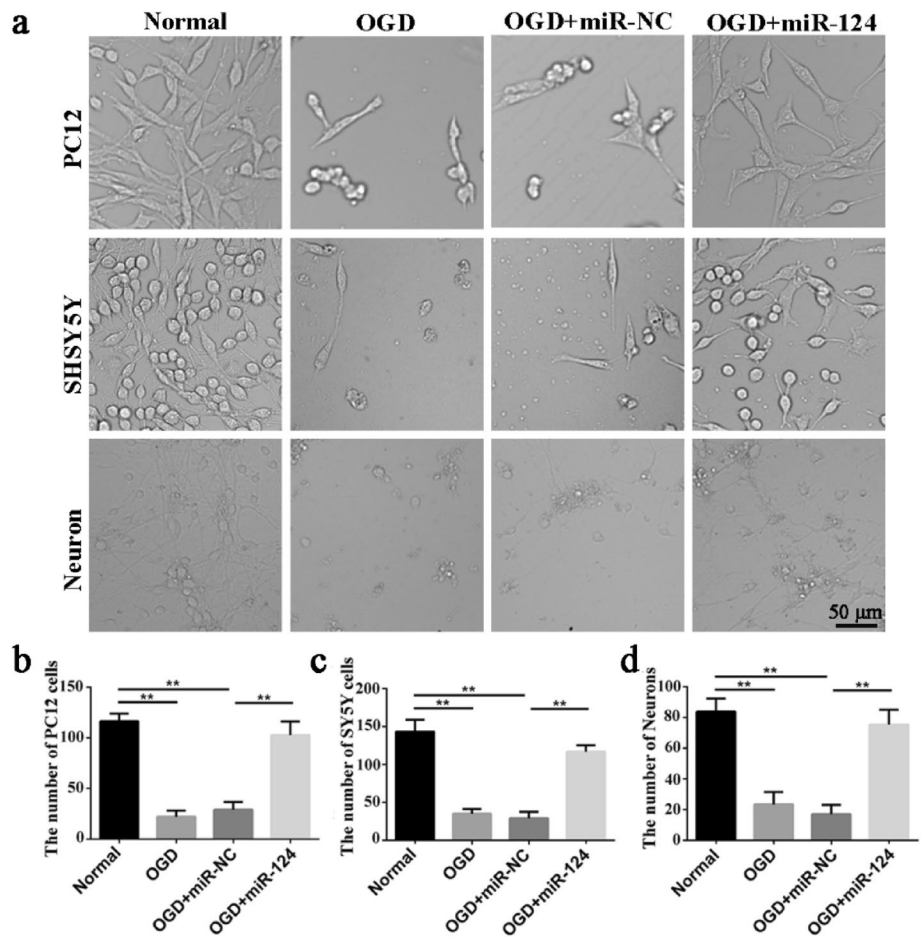 a
Normal OGD OGD+miR-NC OGD+miR-124
PC12
SHSY5Y
Neuron
50 μm
b
The number of PC12 cells
150
100
50
0
** ** **
Normal
OGD
OGD+miR-NC
OGD+miR-124
c
The number of SY5Y cells
200
150
100
50
0
** ** **
Normal
OGD
OGD+miR-NC
OGD+miR-124
d
The number of Neurons
100
80
60
40
20
0
** ** **
Normal
OGD
OGD+miR-NC
OGD+miR-124